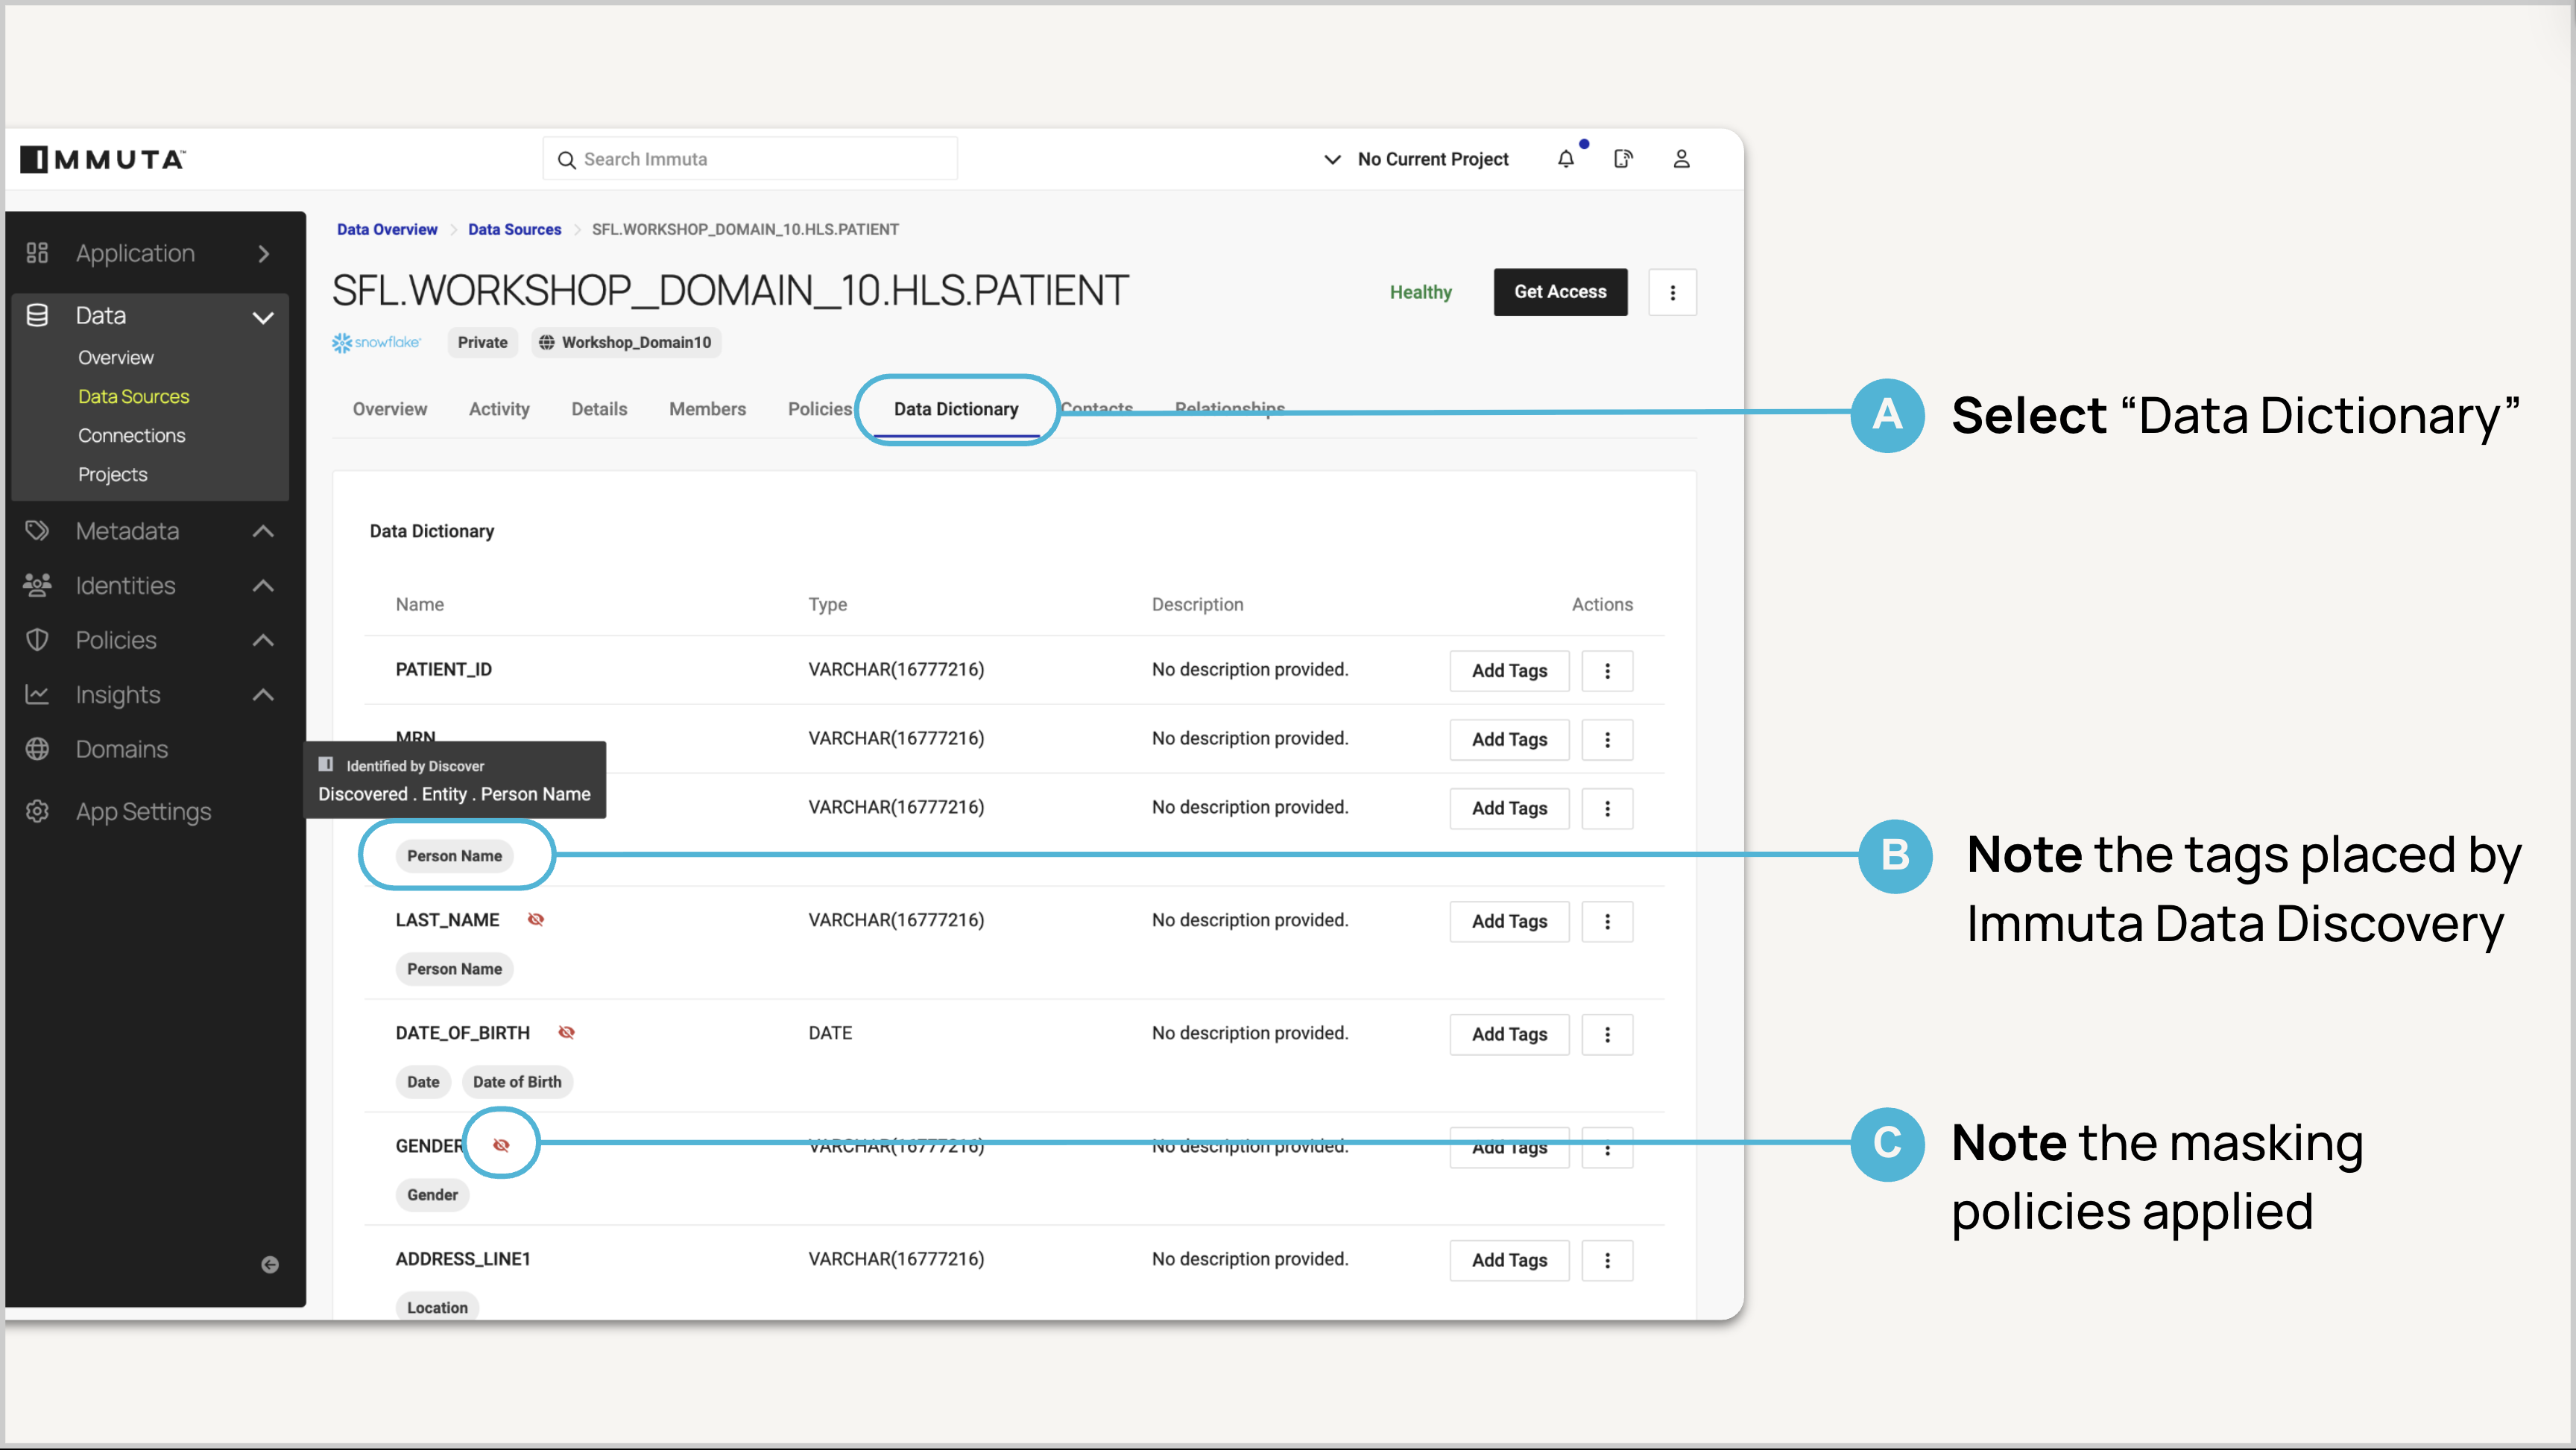 IMMUTA™
Search Immuta
No Current Project
Application
Data
Overview
Data Sources
Connections
Projects
Metadata
Identities
Policies
Insights
Domains
App Settings
Data Overview > Data Sources > SFL.WORKSHOP_DOMAIN_10.HLS.PATIENT
SFL.WORKSHOP_DOMAIN_10.HLS.PATIENT
Healthy
Get Access
snowflake
Private
Workshop_Domain10
Overview Activity Details Members Policies Data Dictionary Contacts Relationships
Data Dictionary
Name Type Description Actions
PATIENT_ID VARCHAR(16777216) No description provided. Add Tags
MRN VARCHAR(16777216) No description provided. Add Tags
Identified by Discover
Discovered . Entity . Person Name
VARCHAR(16777216) No description provided. Add Tags
Person Name
LAST_NAME VARCHAR(16777216) No description provided. Add Tags
Person Name
DATE_OF_BIRTH DATE No description provided. Add Tags
Date Date of Birth
GENDER VARCHAR(16777216) No description provided. Add Tags
Gender
ADDRESS_LINE1 VARCHAR(16777216) No description provided. Add Tags
Location
A Select “Data Dictionary”
B Note the tags placed by
Immuta Data Discovery
C Note the masking
policies applied